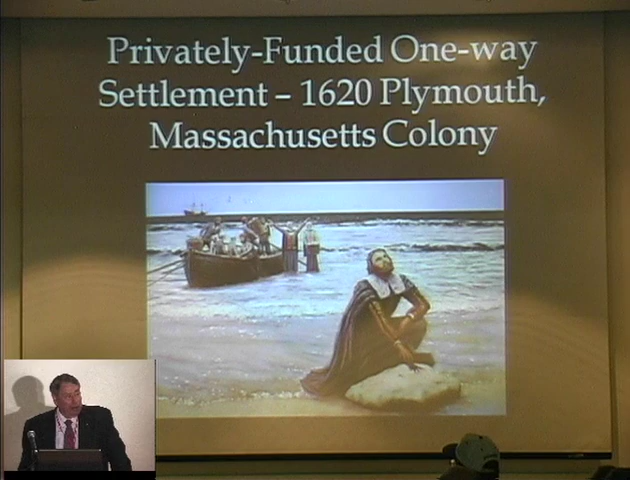 Privately-Funded One-way
Settlement – 1620 Plymouth,
Massachusetts Colony